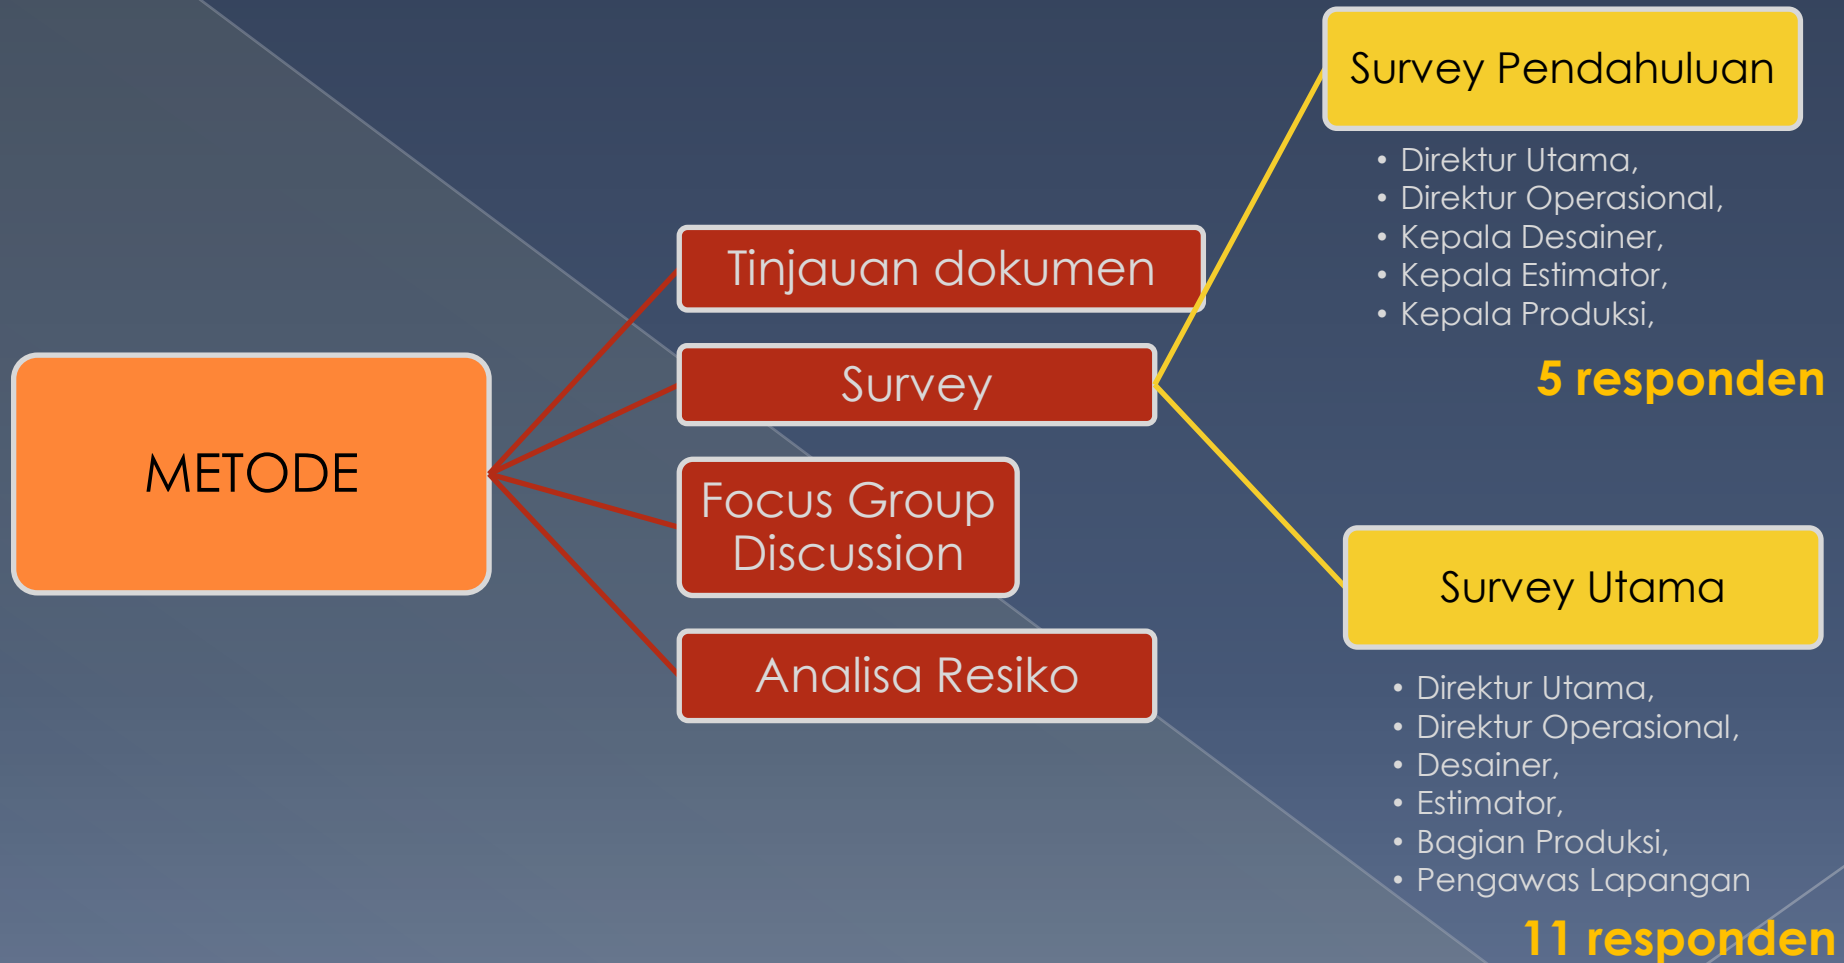 METODE
Tinjauan dokumen
Survey
Focus Group
Discussion
Analisa Resiko
Survey Pendahuluan
• Direktur Utama,
• Direktur Operasional,
• Kepala Desainer,
• Kepala Estimator,
• Kepala Produksi,
5 responden
Survey Utama
• Direktur Utama,
• Direktur Operasional,
• Desainer,
• Estimator,
• Bagian Produksi,
• Pengawas Lapangan
11 responden